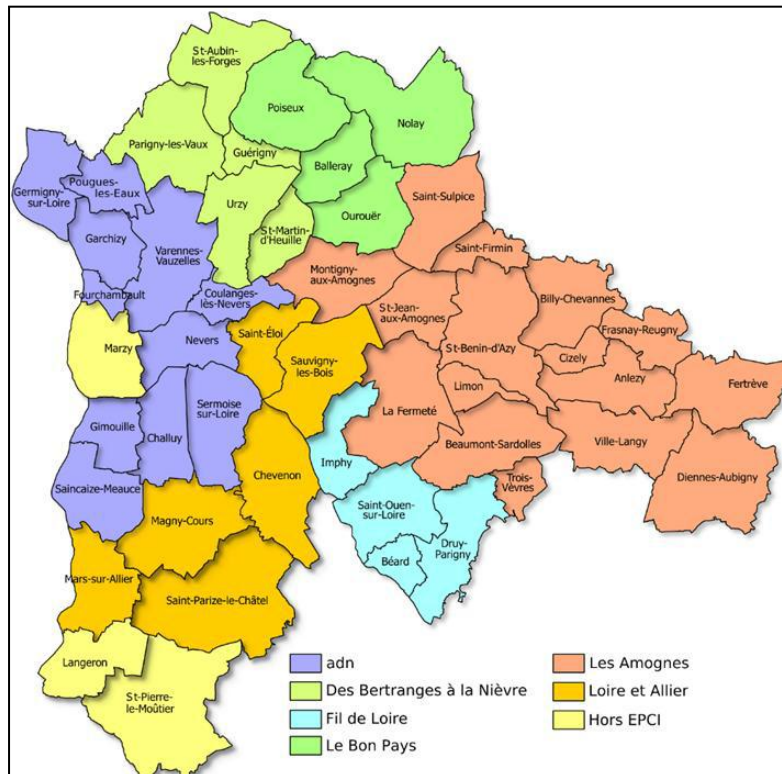 St-Aubin-
les-Forges
Poiseux
Nolay
Parigny-les-Vaux
Guérigny
Balleray
Pougues-
les-Eaux
Germigny-
sur-Loire
Saint-Sulpice
Urzy
Ourouër
St-Martin-
d'Heuille
Garchizy
Varennes-
Vauzelles
Saint-Firmin
Montigny-
aux-Amognes
Fourchambault
Coulanges-
lès-Nevers
Billy-Chevannes
St-Jean-
aux-Amognes
Frasnay-Reugny
Marzy
Nevers
Saint-Éloi
St-Benin-d'Azy
Cizely
Sauvigny-
les-Bois
Limon
Anlezy
Fertrève
Sermoise-
sur-Loire
La Fermeté
Gimouille
Challuy
Beaumont-Sardolles
Ville-Langy
Imphy
Chevenon
Diennes-Aubigny
Saincaize-Meauce
Trois-
Vèvres
Saint-Ouen-
sur-Loire
Magny-Cours
Druy-
Parigny
Béard
Mars-sur-Allier
Saint-Parize-le-Châtel
Langeron
St-Pierre-
le-Moûtier
adn
Des Bertranges à la Nièvre
Fil de Loire
Le Bon Pays
Les Amognes
Loire et Allier
Hors EPCI